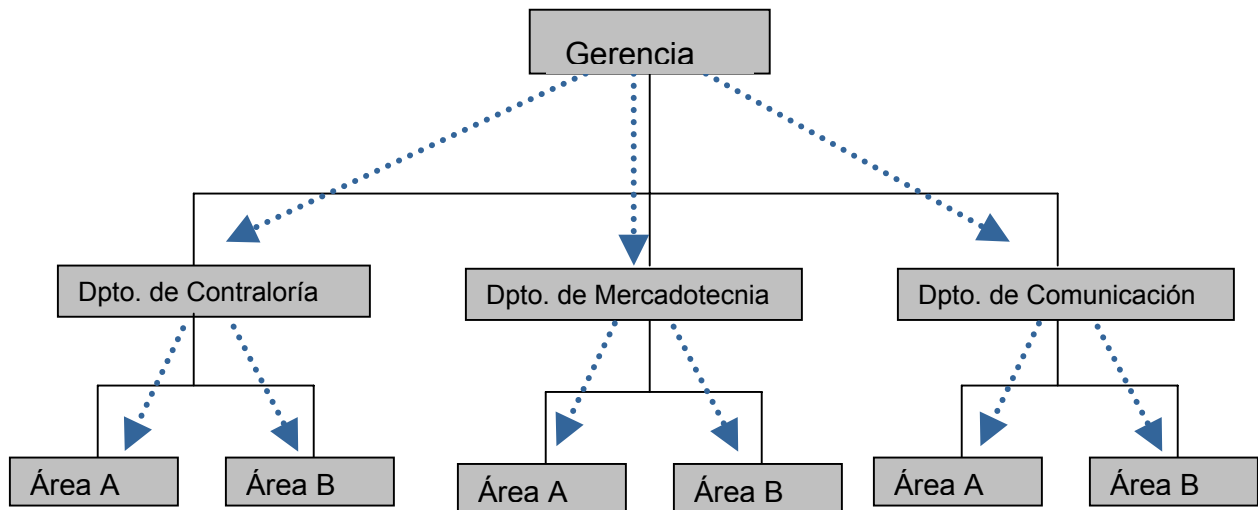 Gerencia
Dpto. de Contraloría
Dpto. de Mercadotecnia
Dpto. de Comunicación
Área A
Área B
Área A
Área B
Área A
Área B